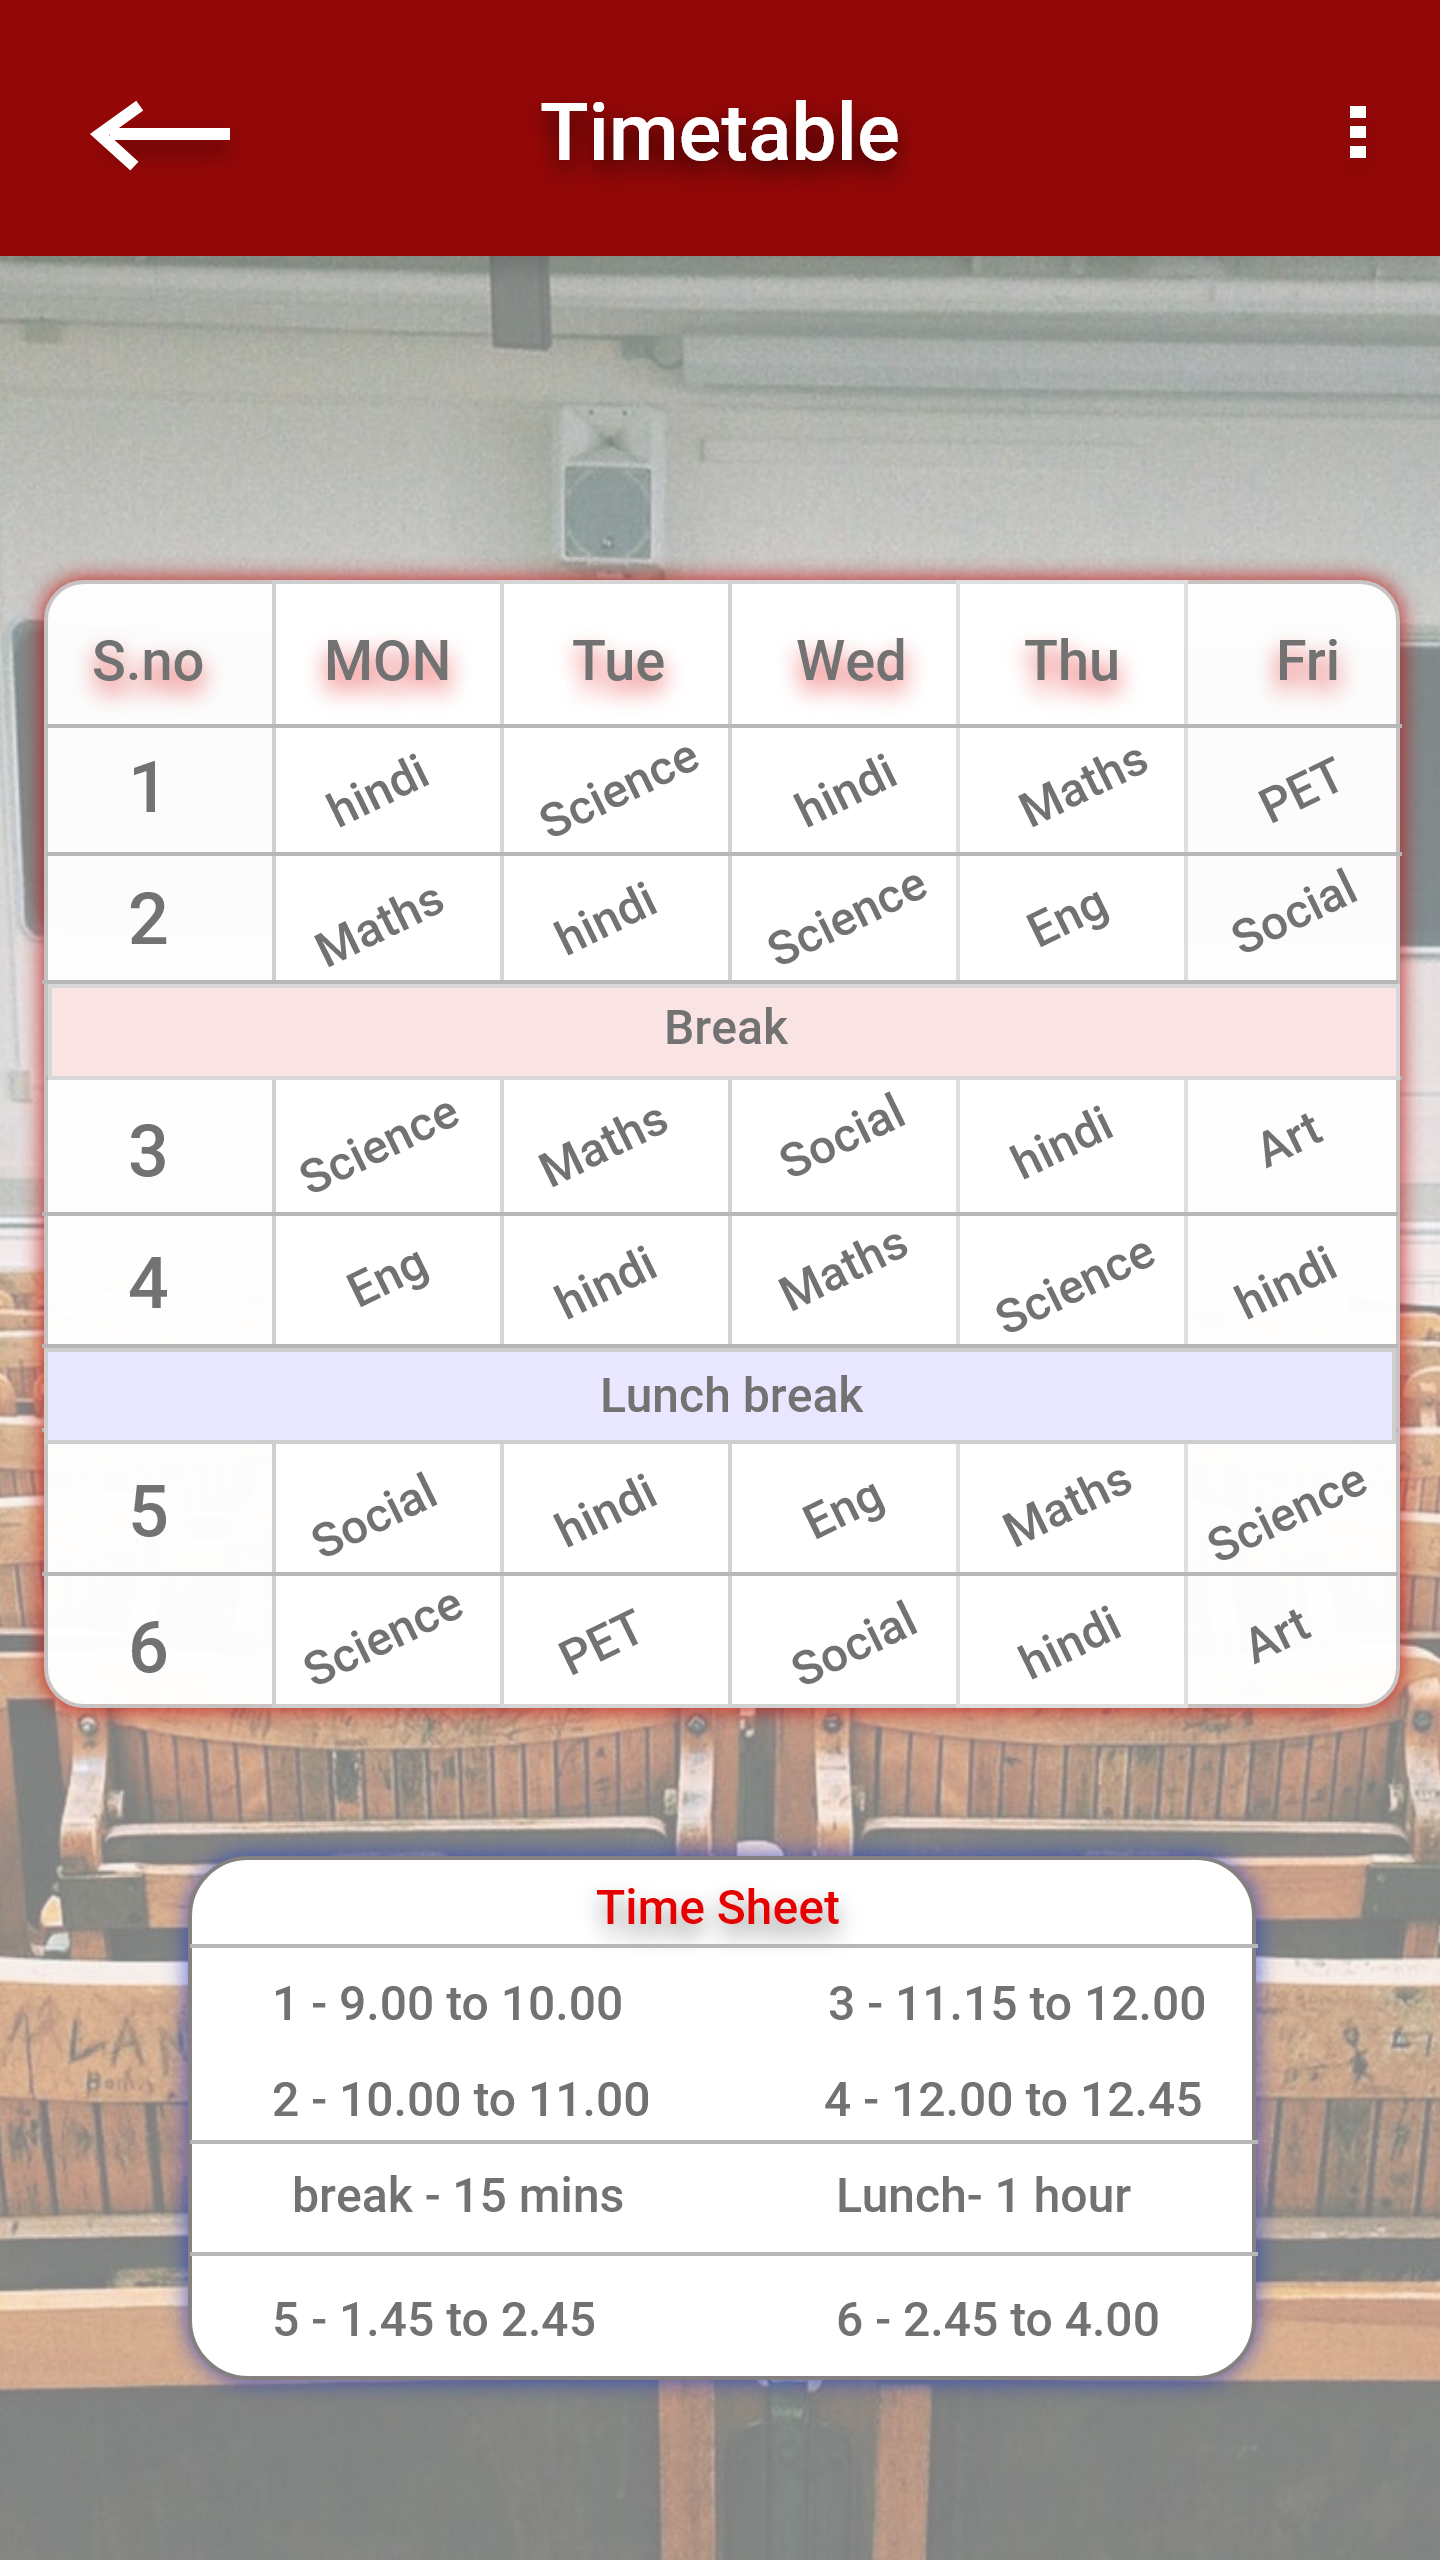 Timetable
S.no MON Tue Wed Thu Fri
1 hindi Science hindi Maths PET
2 Maths hindi Science Eng Social
Break
3 Science Maths Social hindi Art
4 Eng hindi Maths Science hindi
Lunch break
5 Social hindi Eng Maths Science
6 Science PET Social hindi Art
Time Sheet
1 - 9.00 to 10.00 3 - 11.15 to 12.00
2 - 10.00 to 11.00 4 - 12.00 to 12.45
break - 15 mins Lunch- 1 hour
5 - 1.45 to 2.45 6 - 2.45 to 4.00
LAN